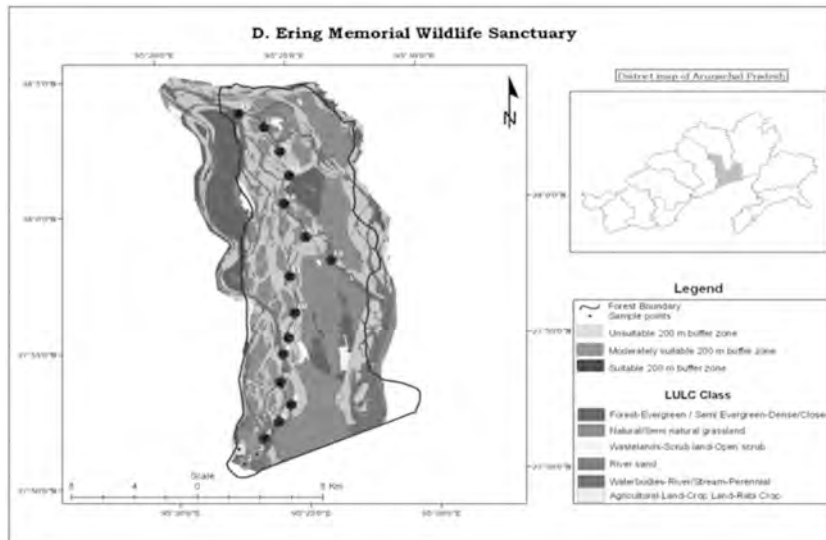 D. Ering Memorial Wildlife Sanctuary
District map of Arunachal Pradesh
N
Scale
8 4 0 8 Km
Legend
Forest Boundary
Sample points
Unsuitable 200 m buffer zone
Moderately suitable 200 m buffer zone
Suitable 200 m buffer zone
LULC Class
Forest-Evergreen / Semi Evergreen-Dense/Close
Natural/Semi natural grassland
Wastelands-Scrub land-Open scrub
River sand
Waterbodies-River/Stream-Perennial
Agricultural Land-Crop Land-Rabi Crop